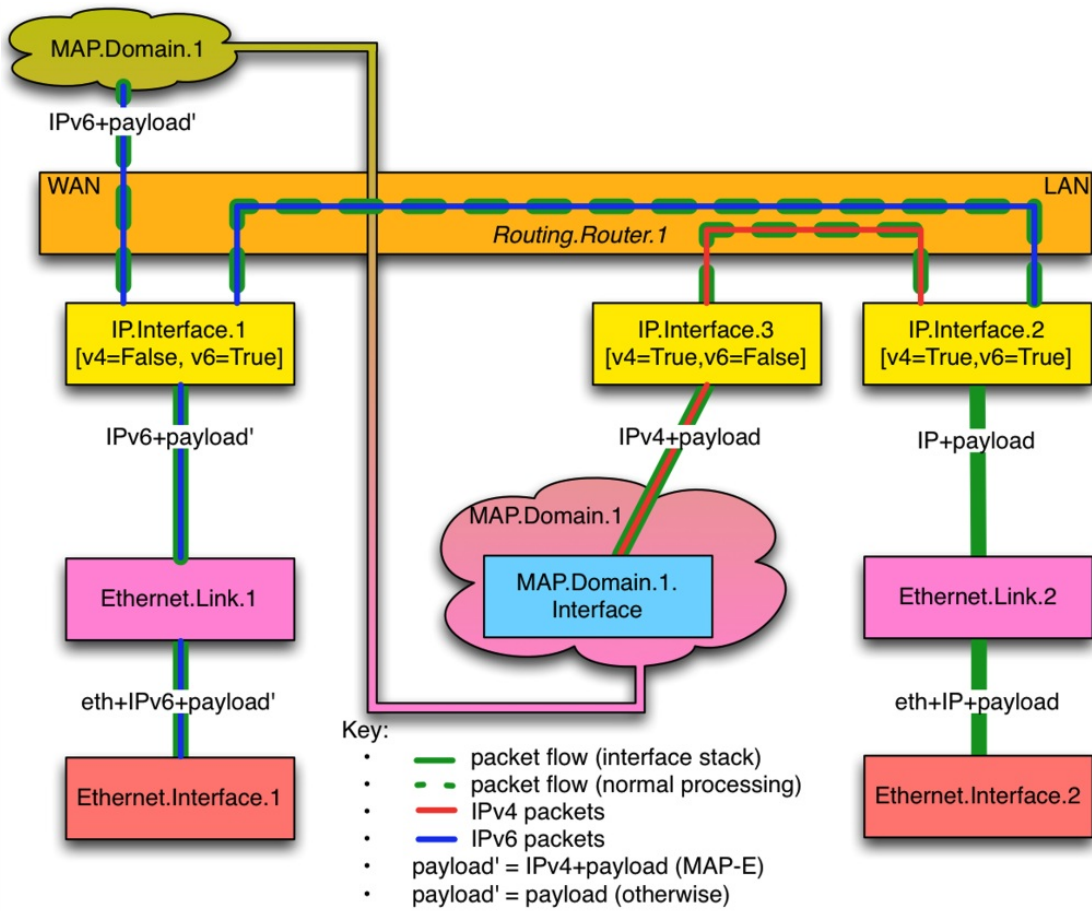 MAP.Domain.1
IPv6+payload'
WAN
LAN
Routing.Router.1
IP.Interface.1
[v4=False, v6=True]
IP.Interface.3
[v4=True,v6=False]
IP.Interface.2
[v4=True,v6=True]
IPv6+payload'
IPv4+payload
IP+payload
MAP.Domain.1
MAP.Domain.1.
Interface
Ethernet.Link.1
Ethernet.Link.2
eth+IPv6+payload'
eth+IP+payload
Ethernet.Interface.1
Ethernet.Interface.2
Key:
• packet flow (interface stack)
• packet flow (normal processing)
• IPv4 packets
• IPv6 packets
• payload' = IPv4+payload (MAP-E)
• payload' = payload (otherwise)